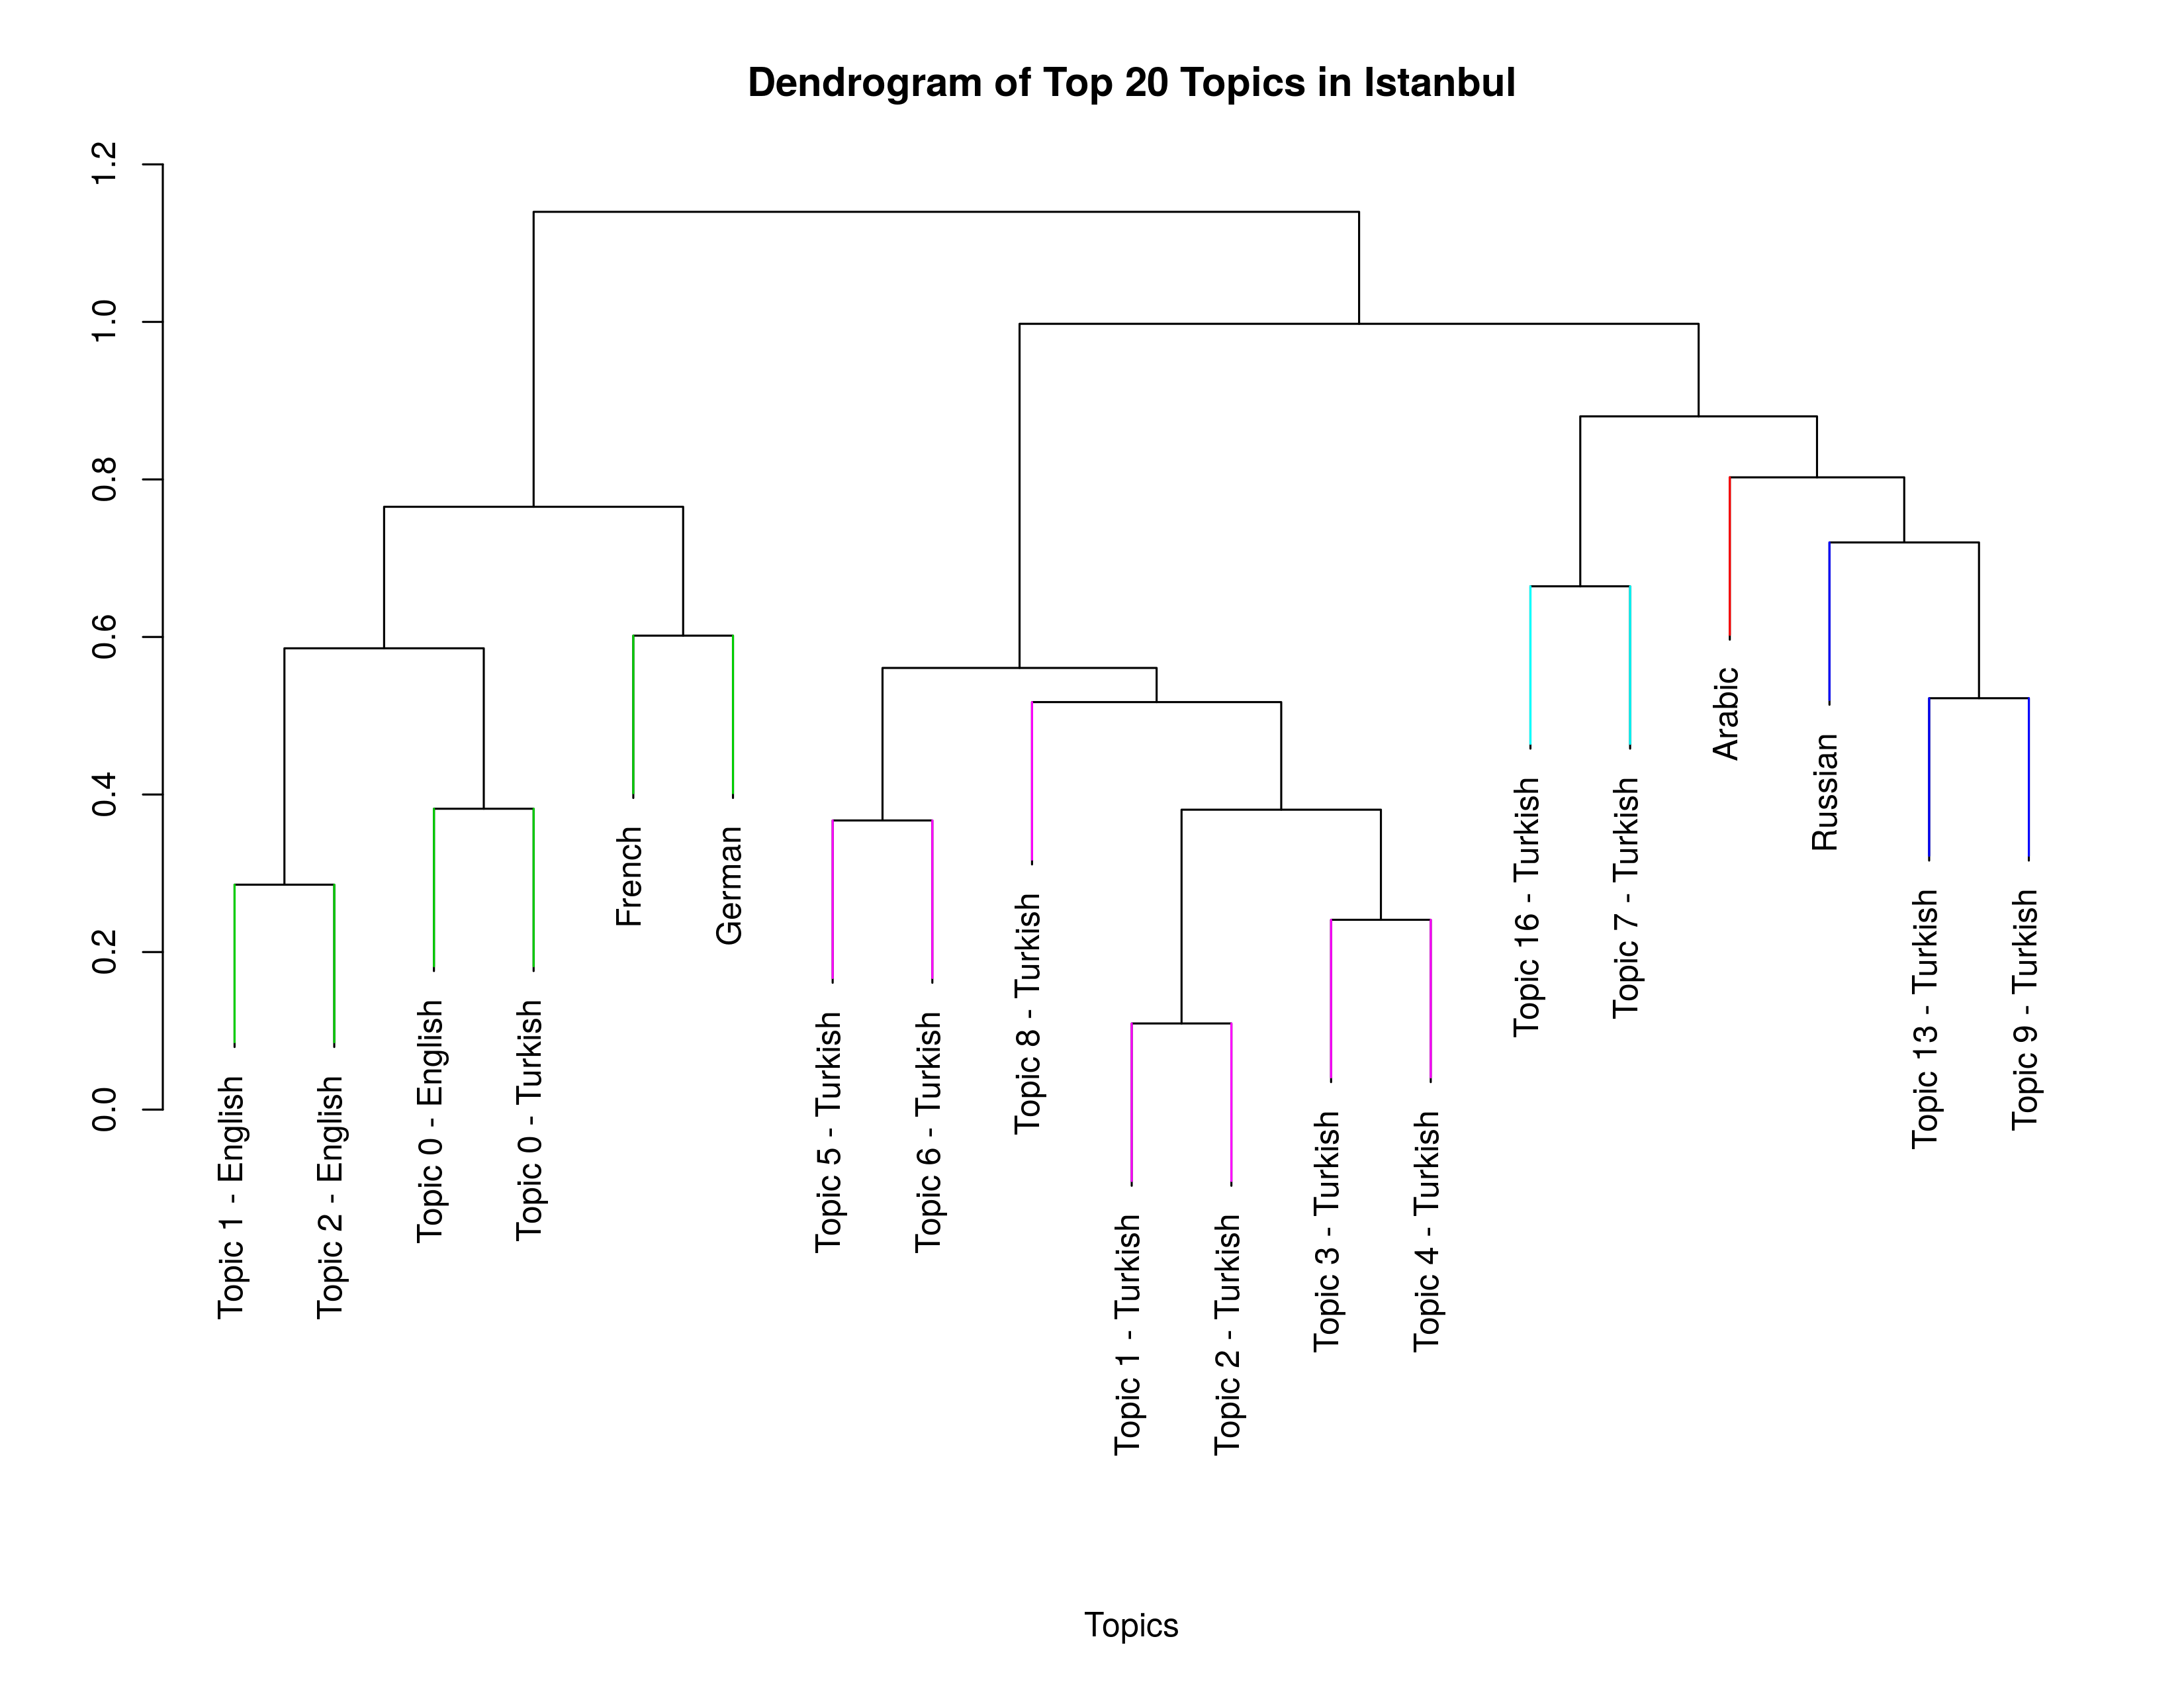 Dendrogram of Top 20 Topics in Istanbul
1.2
1.0
0.8
0.6
0.4
0.2
0.0
Topic 1 - English
Topic 2 - English
Topic 0 - English
Topic 0 - Turkish
French
German
Topic 5 - Turkish
Topic 6 - Turkish
Topic 8 - Turkish
Topic 1 - Turkish
Topic 2 - Turkish
Topic 3 - Turkish
Topic 4 - Turkish
Topic 16 - Turkish
Topic 7 - Turkish
Arabic
Russian
Topic 13 - Turkish
Topic 9 - Turkish
Topics